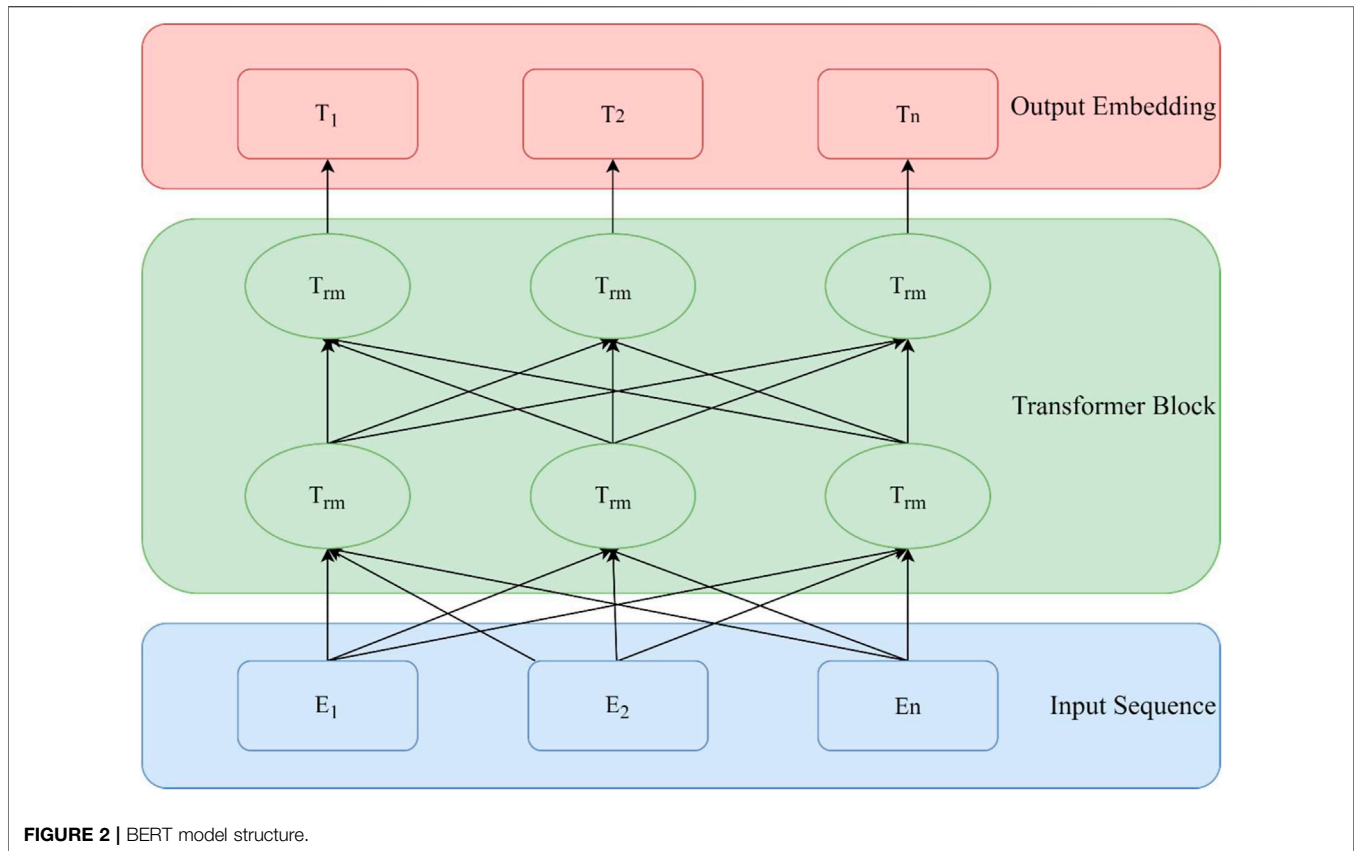 T₁ T2 Tn Output Embedding
Tᵣₘ Tᵣₘ Tᵣₘ
Transformer Block
Tᵣₘ Tᵣₘ Tᵣₘ
E₁ E₂ En Input Sequence
FIGURE 2 | BERT model structure.